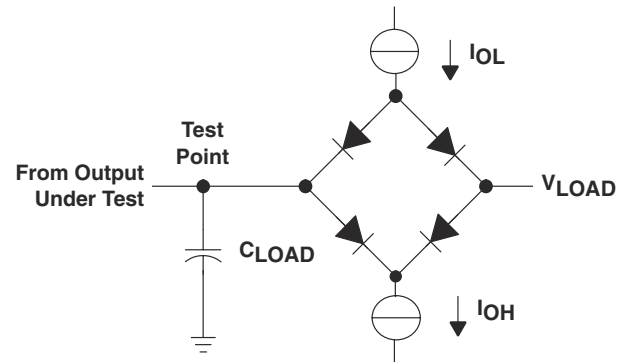 IOL
Test
Point
From Output
Under Test
VLOAD
CLOAD
IOH